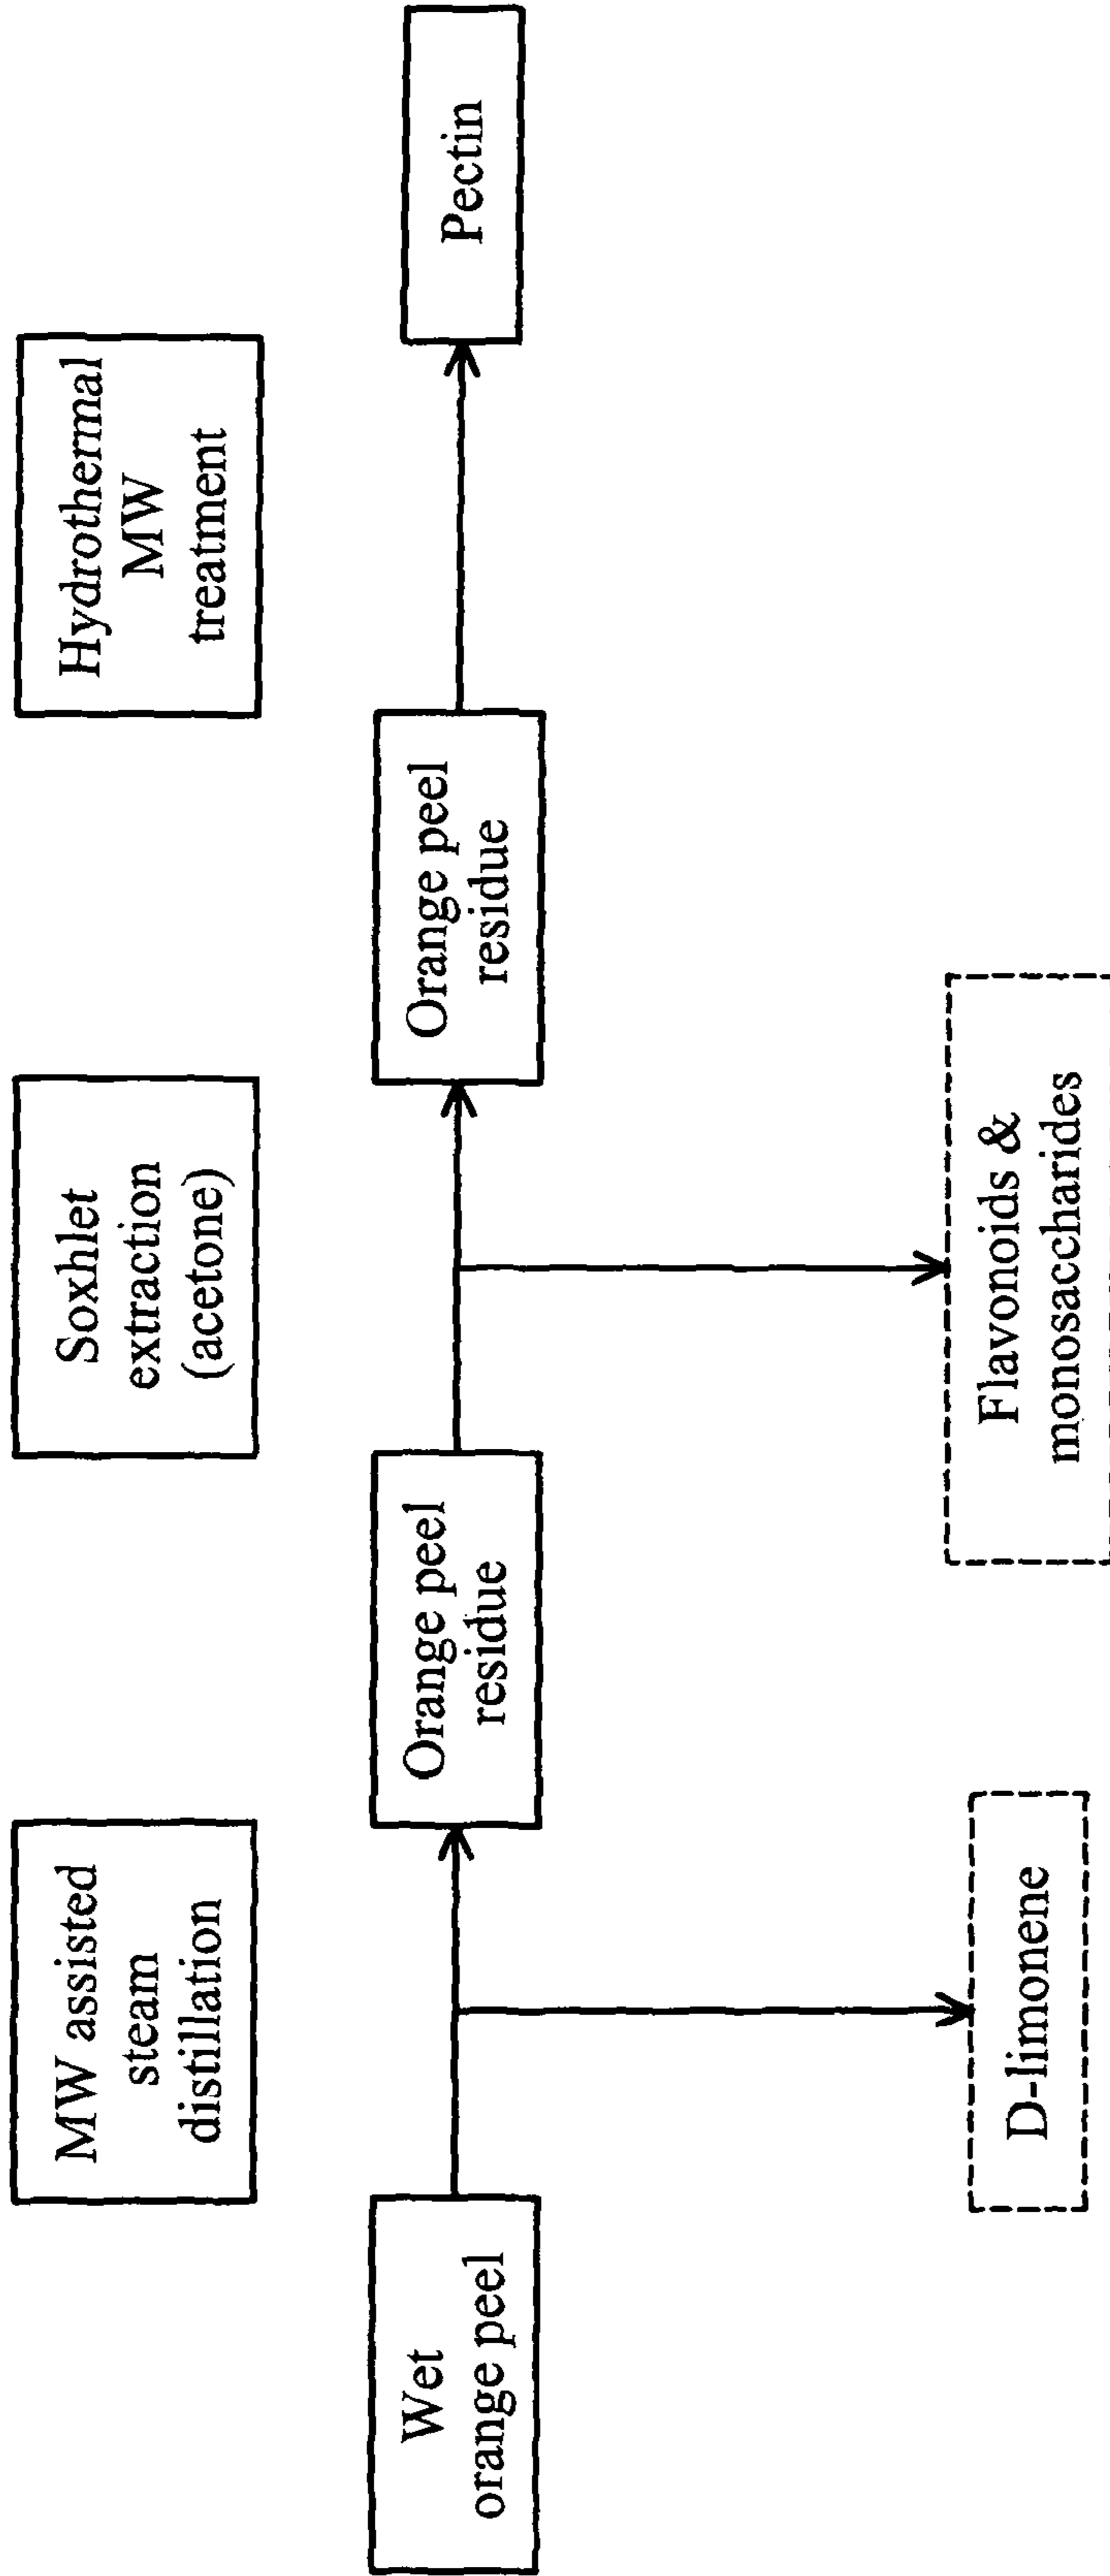 MW assisted
steam
distillation
Soxhlet
extraction
(acetone)
Hydrothermal
MW
treatment
Wet
orange peel
Orange peel
residue
Orange peel
residue
Pectin
D-limonene
Flavonoids &
monosaccharides